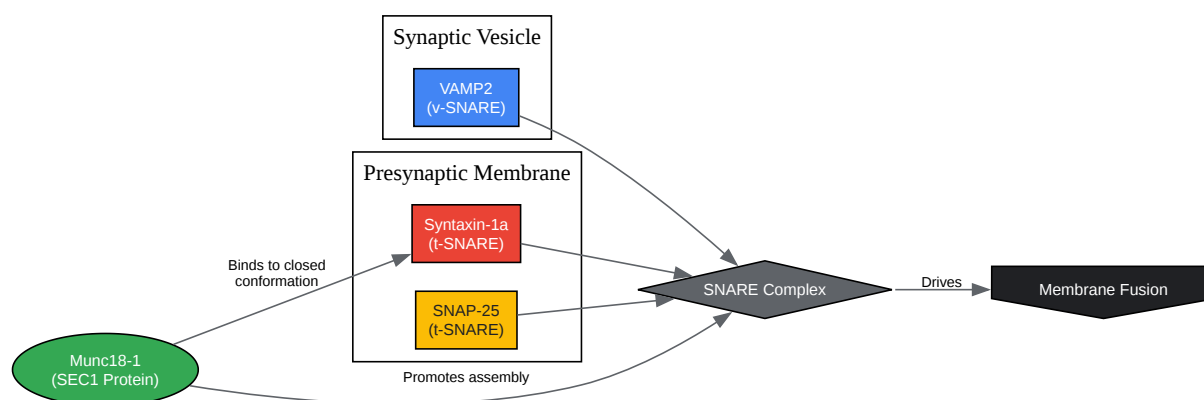 Synaptic Vesicle
VAMP2
(v-SNARE)
Presynaptic Membrane
Syntaxin-1a
(t-SNARE)
Binds to closed
conformation
SNARE Complex
Drives
Membrane Fusion
SNAP-25
(t-SNARE)
Munc18-1
(SEC1 Protein)
Promotes assembly